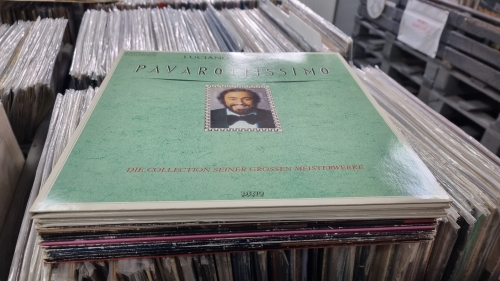 LUCIANO
PAVAROTTISSIMO
DIE COLLECTION SEINER GROSSEN MEISTERWERKE